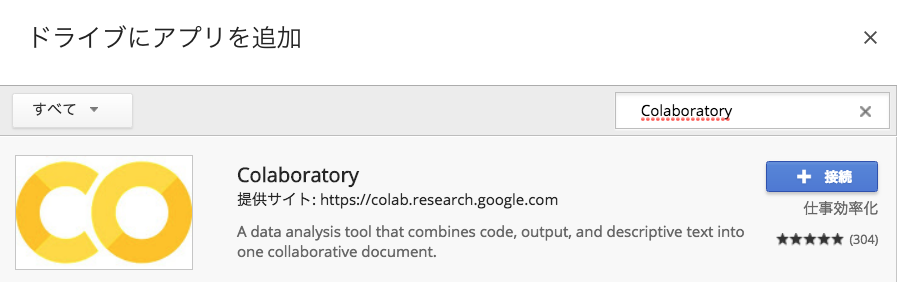 ドライブにアプリを追加
すべて
Colaboratory
Colaboratory
提供サイト: https://colab.research.google.com
A data analysis tool that combines code, output, and descriptive text into
one collaborative document.
接続
仕事効率化
(304)